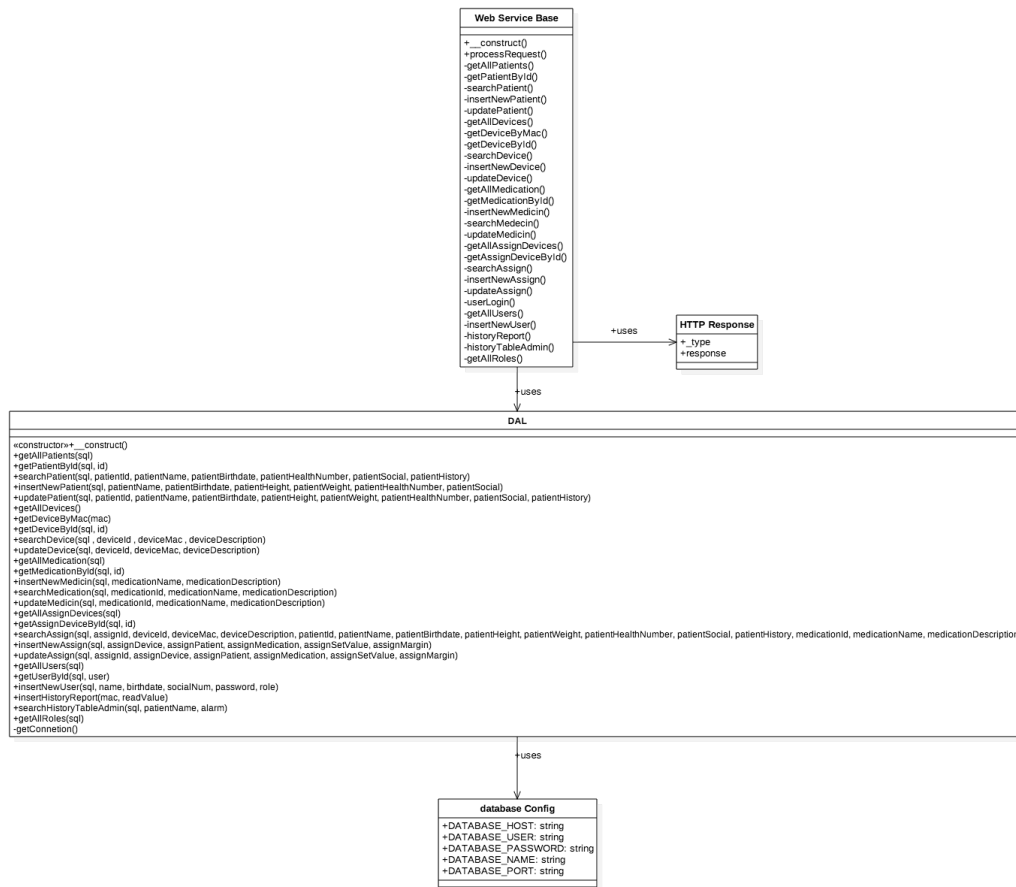 Web Service Base
+__construct()
+processRequest()
-getAllPatients()
-getPatientById()
-searchPatient()
-insertNewPatient()
-updatePatient()
-getAllDevices()
-getDeviceByMac()
-getDeviceById()
-searchDevice()
-insertNewDevice()
-updateDevice()
-getAllMedication()
-getMedicationById()
-insertNewMedicin()
-searchMedecin()
-updateMedicin()
-getAllAssignDevices()
-getAssignDeviceById()
-searchAssign()
-insertNewAssign()
-updateAssign()
-userLogin()
-getAllUsers()
-insertNewUser()
-historyReport()
-historyTableAdmin()
-getAllRoles()
+uses
HTTP Response
+_type
+response
+uses
DAL
«constructor»+__construct()
+getAllPatients(sql)
+getPatientById(sql, id)
+searchPatient(sql, patientId, patientName, patientBirthdate, patientHealthNumber, patientSocial, patientHistory)
+insertNewPatient(sql, patientName, patientBirthdate, patientHeight, patientWeight, patientHealthNumber, patientSocial)
+updatePatient(sql, patientId, patientName, patientBirthdate, patientHeight, patientWeight, patientHealthNumber, patientSocial, patientHistory)
+getAllDevices()
+getDeviceByMac(mac)
+getDeviceById(sql, id)
+searchDevice(sql , deviceId , deviceMac , deviceDescription)
+updateDevice(sql, deviceId, deviceMac, deviceDescription)
+getAllMedication(sql)
+getMedicationById(sql, id)
+insertNewMedicin(sql, medicationName, medicationDescription)
+searchMedication(sql, medicationId, medicationName, medicationDescription)
+updateMedicin(sql, medicationId, medicationName, medicationDescription)
+getAllAssignDevices(sql)
+getAssignDeviceById(sql, id)
+searchAssign(sql, assignId, deviceId, deviceMac, deviceDescription, patientId, patientName, patientBirthdate, patientHeight, patientWeight, patientHealthNumber, patientSocial, patientHistory, medicationId, medicationName, medicationDescription
+insertNewAssign(sql, assignDevice, assignPatient, assignMedication, assignSetValue, assignMargin)
+updateAssign(sql, assignId, assignDevice, assignPatient, assignMedication, assignSetValue, assignMargin)
+getAllUsers(sql)
+getUserById(sql, user)
+insertNewUser(sql, name, birthdate, socialNum, password, role)
+insertHistoryReport(mac, readValue)
+searchHistoryTableAdmin(sql, patientName, alarm)
+getAllRoles(sql)
-getConnetion()
+uses
database Config
+DATABASE_HOST: string
+DATABASE_USER: string
+DATABASE_PASSWORD: string
+DATABASE_NAME: string
+DATABASE_PORT: string